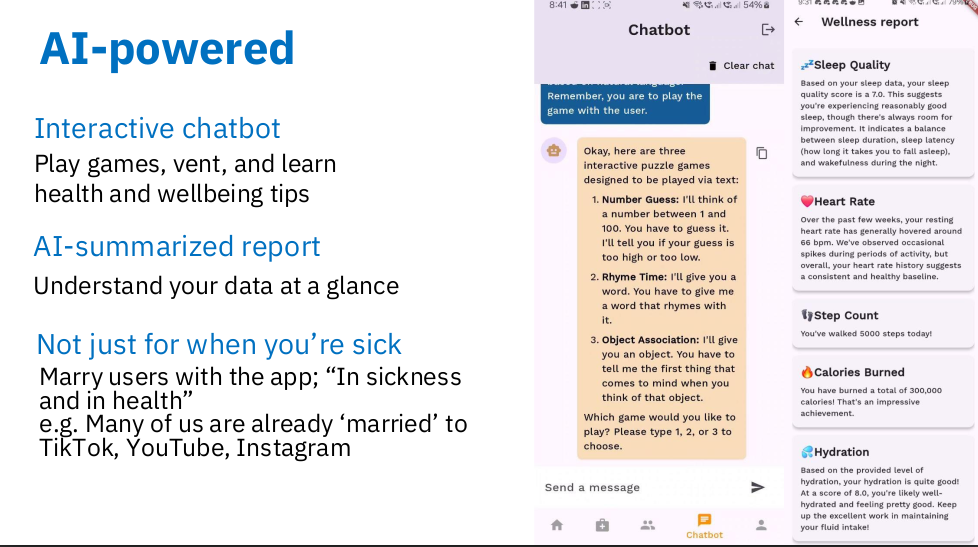 AI-powered
Interactive chatbot
Play games, vent, and learn
health and wellbeing tips
AI-summarized report
Understand your data at a glance
Not just for when you’re sick
Marry users with the app; “In sickness
and in health”
e.g. Many of us are already ‘married’ to
TikTok, YouTube, Instagram
8:41
54%
Chatbot
Clear chat
Remember, you are to play the
game with the user.
Okay, here are three
interactive puzzle games
designed to be played via text:
1. Number Guess: I'll think of
a number between 1 and
100. You have to guess it.
I'll tell you if your guess is
too high or too low.
2. Rhyme Time: I'll give you a
word. You have to give me
a word that rhymes with
it.
3. Object Association: I'll give
you an object. You have to
tell me the first thing that
comes to mind when you
think of that object.
Which game would you like to
play? Please type 1, 2, or 3 to
choose.
Send a message
Chatbot
9:31
79%
Wellness report
💤Sleep Quality
Based on your sleep data, your sleep
quality score is a 7.0. This suggests
you're experiencing reasonably good
sleep, though there's always room for
improvement. It indicates a balance
between sleep duration, sleep latency
(how long it takes you to fall asleep),
and wakefulness during the night.
❤️Heart Rate
Over the past few weeks, your resting
heart rate has generally hovered around
66 bpm. We've observed occasional
spikes during periods of activity, but
overall, your heart rate history suggests
a consistent and healthy baseline.
👣Step Count
You've walked 5000 steps today!
🔥Calories Burned
You have burned a total of 300,000
calories! That's an impressive
achievement.
💦Hydration
Based on the provided level of
hydration, your hydration is quite good!
At a score of 8.0, you're likely well-
hydrated and feeling pretty good. Keep
up the excellent work in maintaining
your fluid intake!